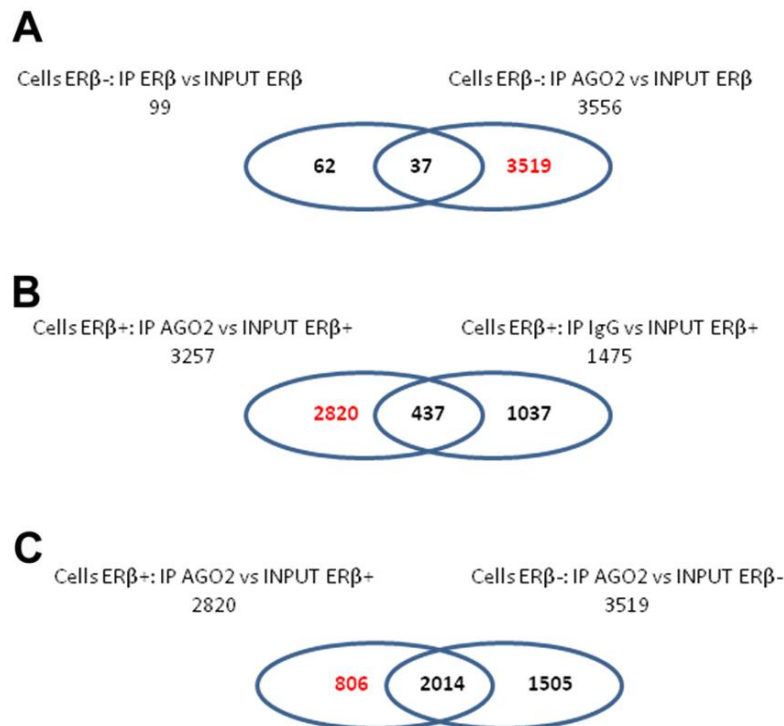 A
Cells ERβ-: IP ERβ vs INPUT ERβ
99
Cells ERβ-: IP AGO2 vs INPUT ERβ
3556
62
37
3519
B
Cells ERβ+: IP AGO2 vs INPUT ERβ+
3257
Cells ERβ+: IP IgG vs INPUT ERβ+
1475
2820
437
1037
C
Cells ERβ+: IP AGO2 vs INPUT ERβ+
2820
Cells ERβ-: IP AGO2 vs INPUT ERβ-
3519
806
2014
1505